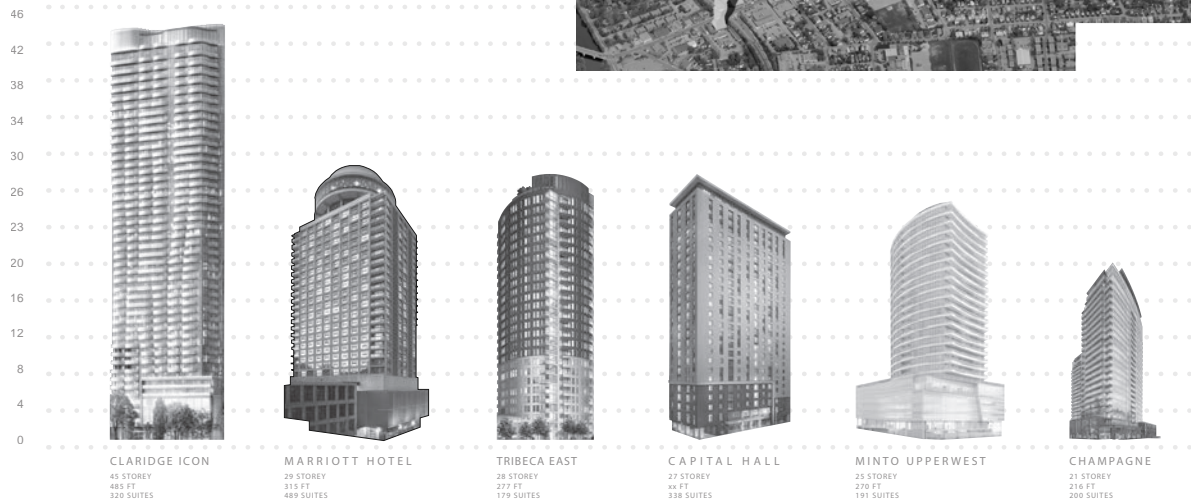 46
42
38
34
30
26
23
20
16
12
8
4
0
CLARIDGE ICON
45 STOREY
485 FT
320 SUITES
MARRIOTT HOTEL
29 STOREY
315 FT
489 SUITES
TRIBECA EAST
28 STOREY
277 FT
179 SUITES
CAPITAL HALL
27 STOREY
xx FT
338 SUITES
MINTO UPPERWEST
25 STOREY
270 FT
191 SUITES
CHAMPAGNE
21 STOREY
216 FT
200 SUITES